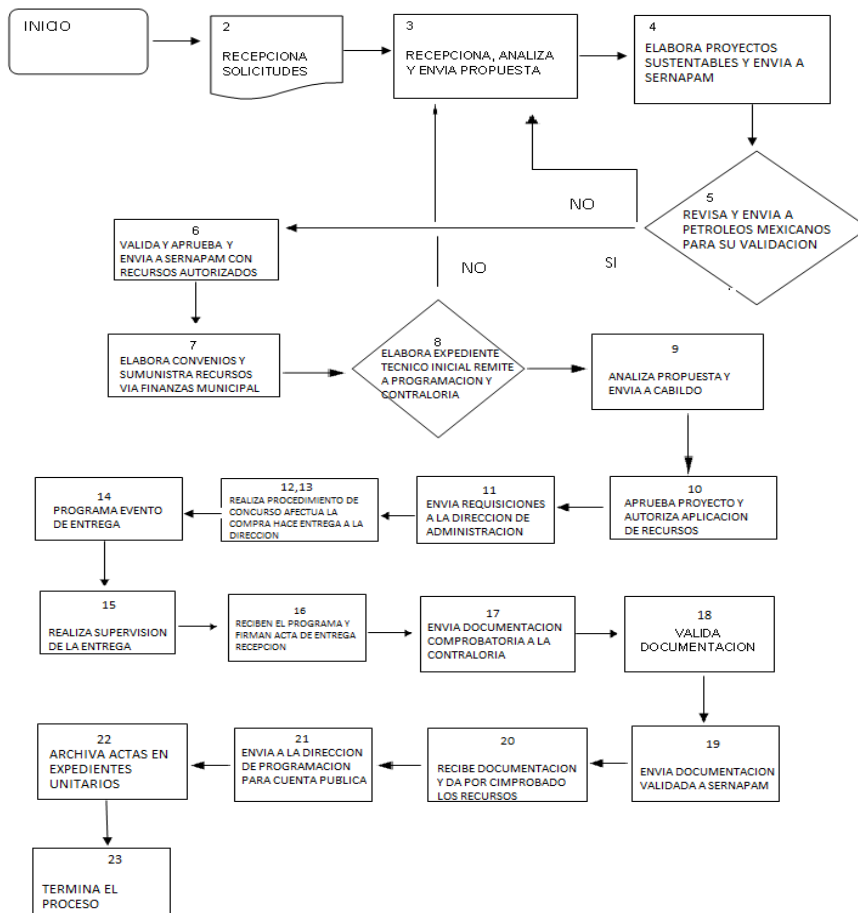 INICIO
2
RECEPCIONA
SOLICITUDES
3
RECEPCIONA, ANALIZA
Y ENVIA PROPUESTA
4
ELABORA PROYECTOS
SUSTENTABLES Y ENVIA A
SERNAPAM
5
REVISA Y ENVIA A
PETROLEOS MEXICANOS
PARA SU VALIDACION
NO
SI
6
VALIDA Y APRUEBA Y
ENVIA A SERNAPAM CON
RECURSOS AUTORIZADOS
NO
7
ELABORA CONVENIOS Y
SUMUNISTRA RECURSOS
VIA FINANZAS MUNICIPAL
8
ELABORA EXPEDIENTE
TECNICO INICIAL REMITE
A PROGRAMACION Y
CONTRALORIA
9
ANALIZA PROPUESTA Y
ENVIA A CABILDO
10
APRUEBA PROYECTO Y
AUTORIZA APLICACION
DE RECURSOS
11
ENVIA REQUISICIONES
A LA DIRECCION DE
ADMINISTRACION
12,13
REALIZA PROCEDIMIENTO DE
CONCURSO AFECTUA LA
COMPRA HACE ENTREGA A LA
DIRECCION
14
PROGRAMA EVENTO
DE ENTREGA
15
REALIZA SUPERVISION
DE LA ENTREGA
16
RECIBEN EL PROGRAMA Y
FIRMAN ACTA DE ENTREGA
RECEPCION
17
ENVIA DOCUMENTACION
COMPROBATORIA A LA
CONTRALORIA
18
VALIDA
DOCUMENTACION
19
ENVIA DOCUMENTACION
VALIDADA A SERNAPAM
20
RECIBE DOCUMENTACION
Y DA POR CIMPROBADO
LOS RECURSOS
21
ENVIA A LA DIRECCION
DE PROGRAMACION
PARA CUENTA PUBLICA
22
ARCHIVA ACTAS EN
EXPEDIENTES
UNITARIOS
23
TERMINA EL
PROCESO